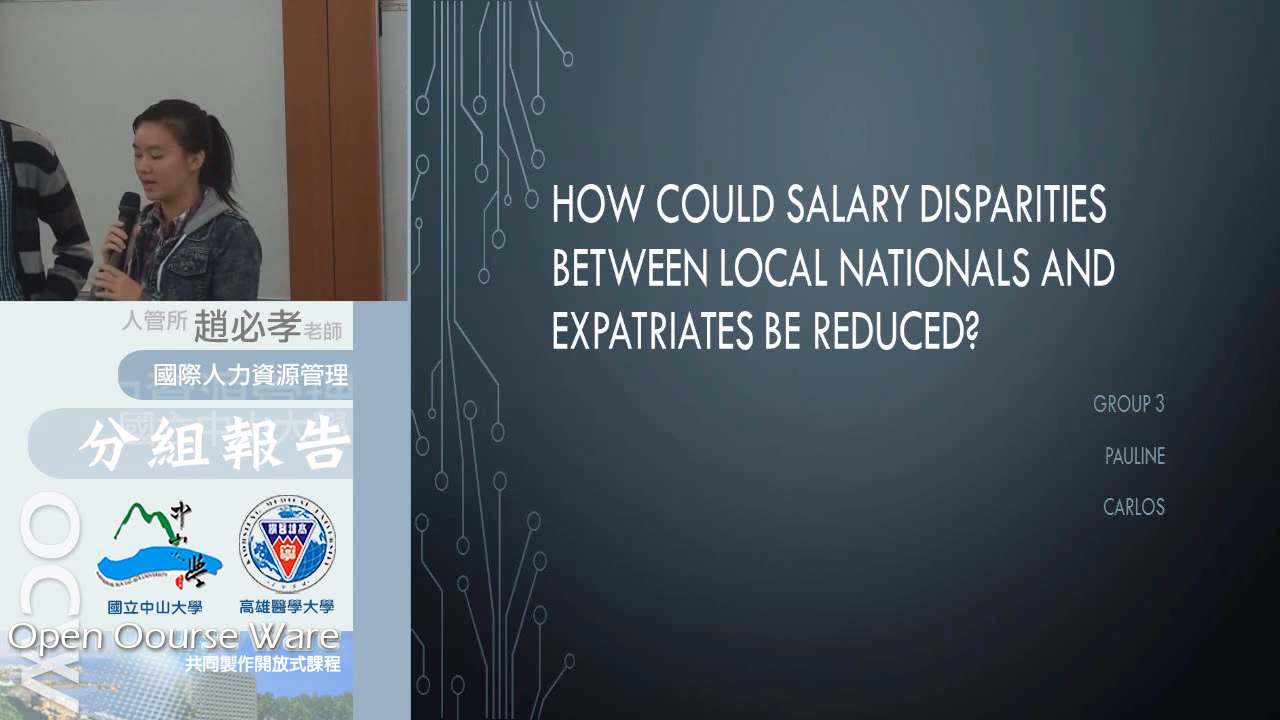 HOW COULD SALARY DISPARITIES
BETWEEN LOCAL NATIONALS AND
EXPATRIATES BE REDUCED?
GROUP 3
PAULINE
CARLOS
人管所 趙必孝老師
國際人力資源管理
分組報告
OCW
國立中山大學
高雄醫學大學
Open Oourse Ware
共同製作開放式課程